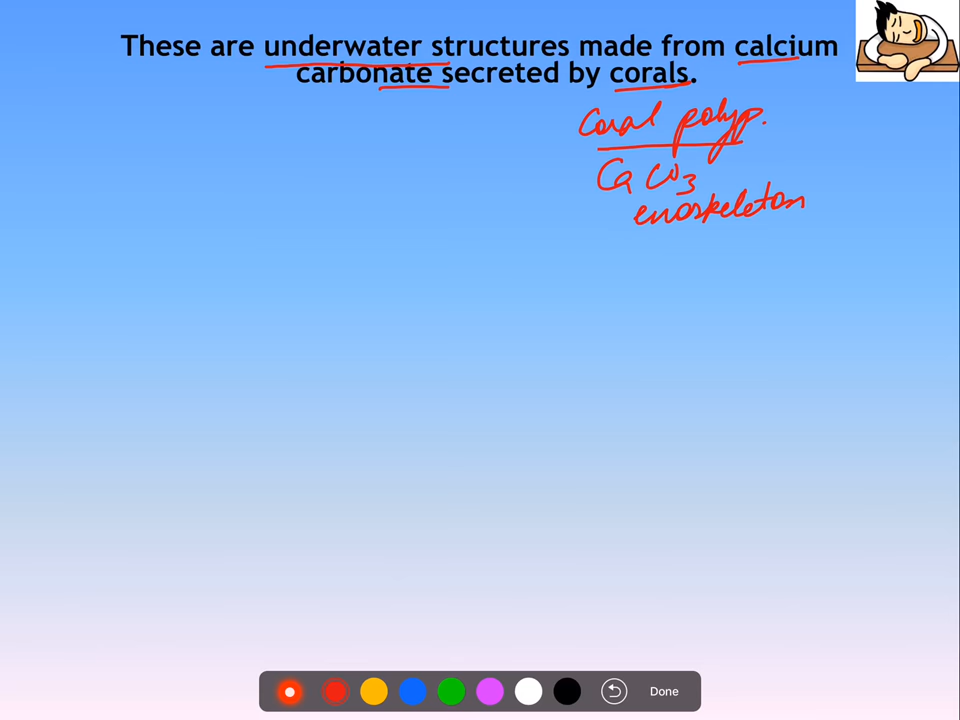 These are underwater structures made from calcium
carbonate secreted by corals.
Coral polyp.
CaCO3
exoskeleton
Done